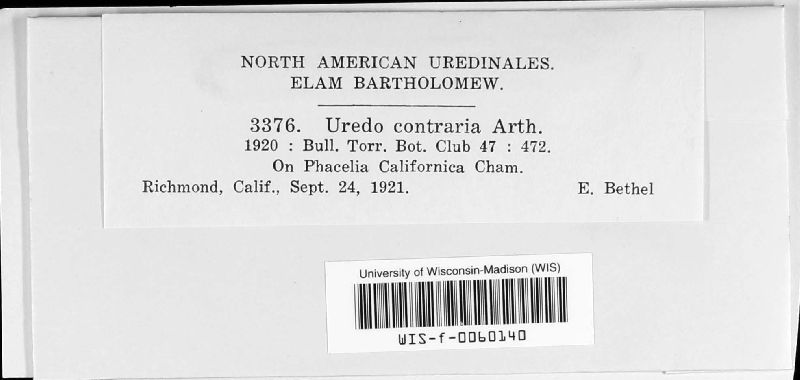 NORTH AMERICAN UREDINALES.
ELAM BARTHOLOMEW.
3376. Uredo contraria Arth.
1920 : Bull. Torr. Bot. Club 47 : 472.
On Phacelia Californica Cham.
Richmond, Calif., Sept. 24, 1921. E. Bethel
University of Wisconsin-Madison (WIS)
WIS-f-0060140